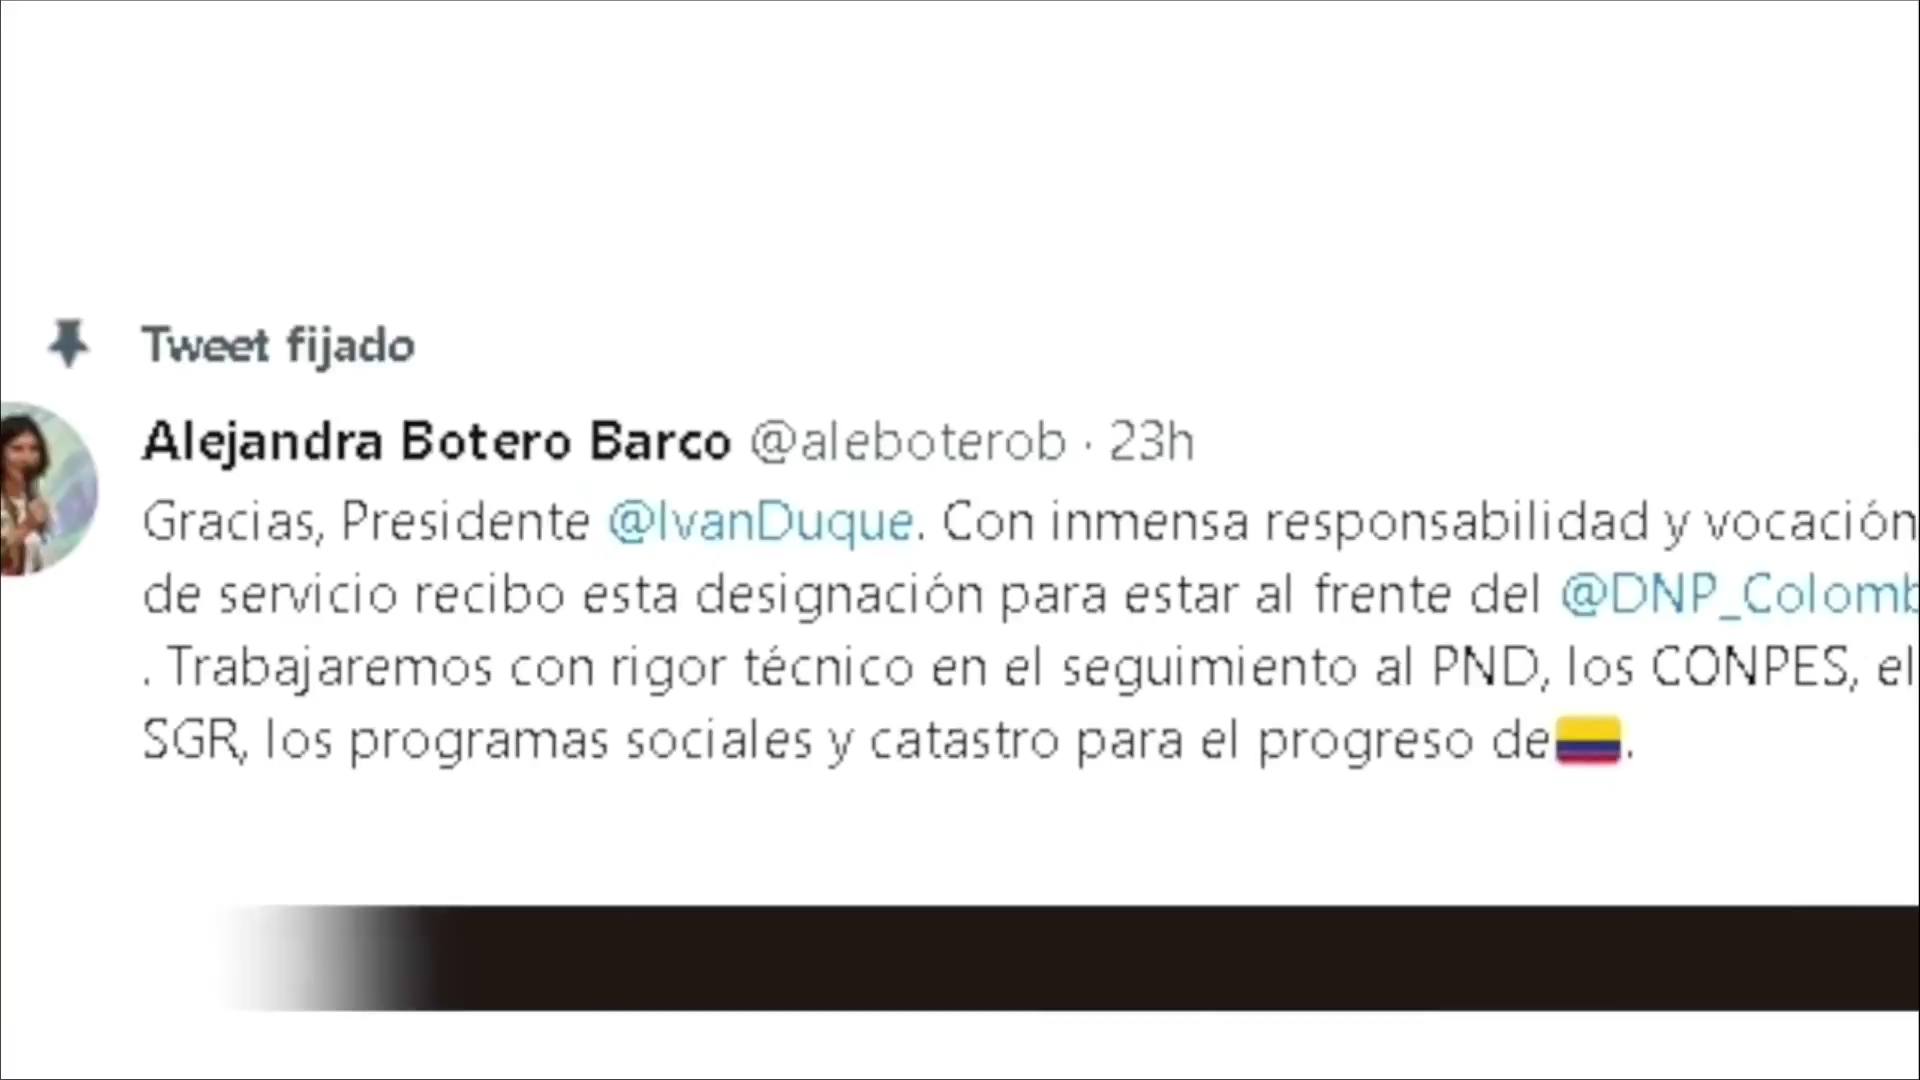 Tweet fijado
Alejandra Botero Barco @aleboterob · 23h
Gracias, Presidente @IvanDuque. Con inmensa responsabilidad y vocación
de servicio recibo esta designación para estar al frente del @DNP_Colomb
. Trabajaremos con rigor técnico en el seguimiento al PND, los CONPES, el
SGR, los programas sociales y catastro para el progreso de🇨🇴.